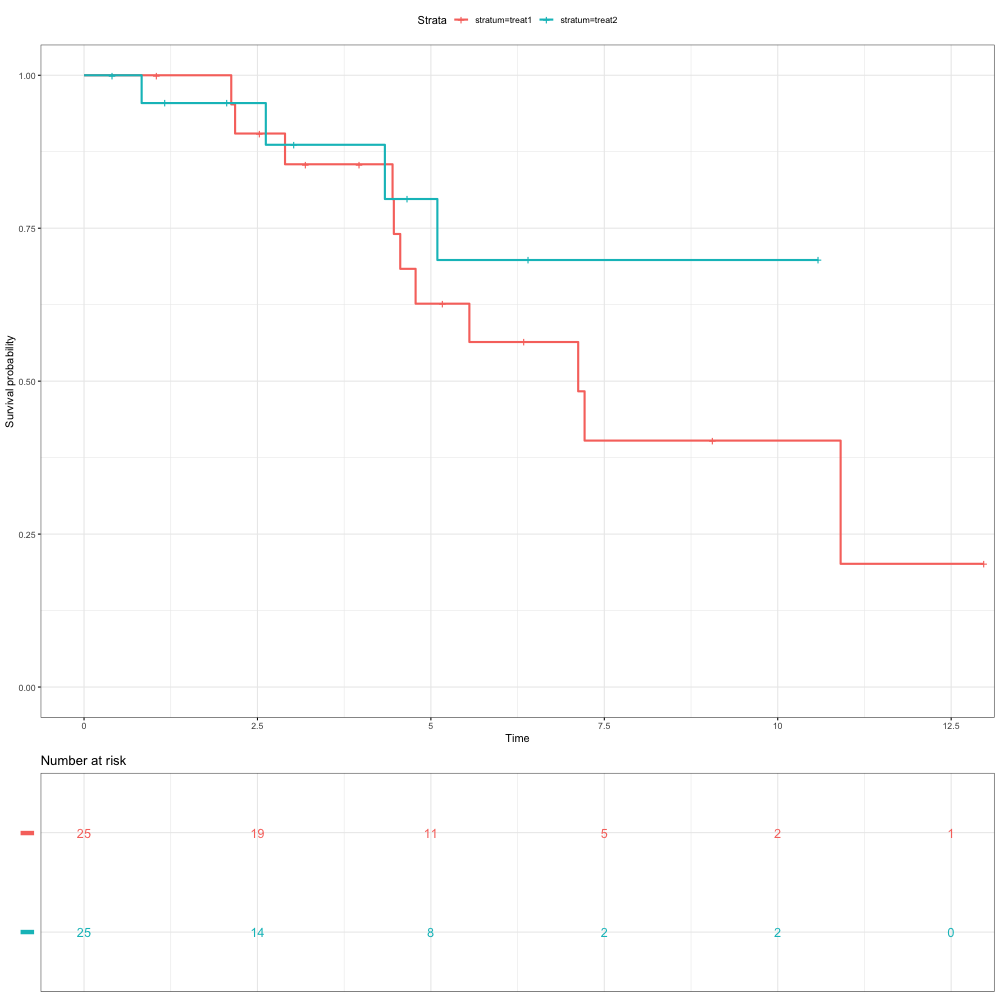 Strata stratum=treat1 stratum=treat2
1.00
0.75
0.50
0.25
0.00
Survival probability
0 2.5 5 7.5 10 12.5
Time
Number at risk
25 19 11 5 2 1
25 14 8 2 2 0